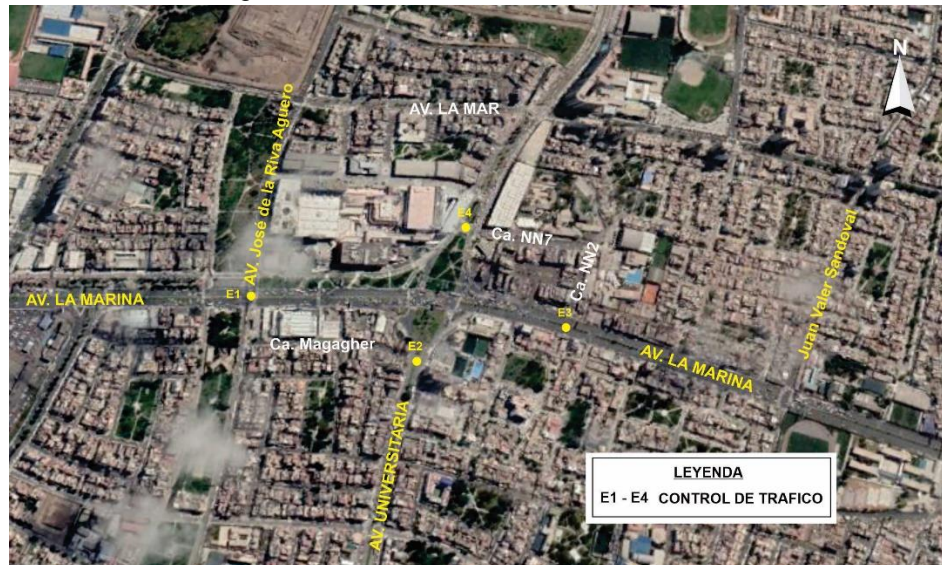 N
AV. LA MAR
AV. José de la Riva Aguero
E4
Ca. NN7
Ca. NN2
Juan Valer Sandoval
AV. LA MARINA
E1
E3
Ca. Magagher
E2
AV. LA MARINA
AV. UNIVERSITARIA
LEYENDA
E1 - E4 CONTROL DE TRAFICO